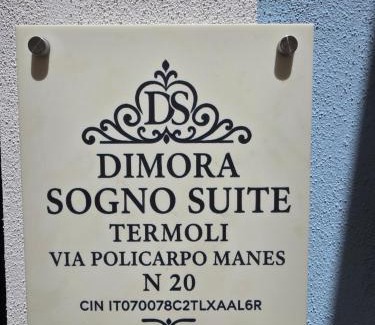 DS
DIMORA
SOGNO SUITE
TERMOLI
VIA POLICARPO MANES
N 20
CIN IT070078C2TLXAAL6R